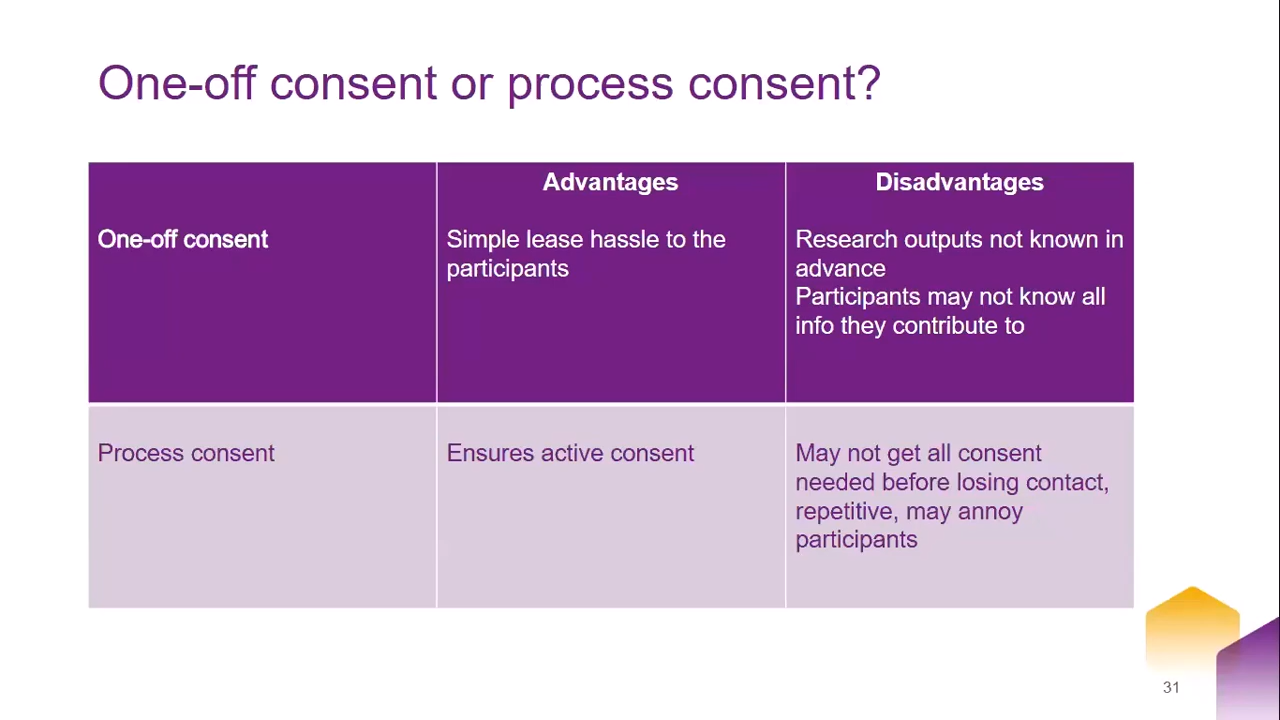 One-off consent or process consent?
Advantages
Disadvantages
One-off consent
Simple lease hassle to the
participants
Research outputs not known in
advance
Participants may not know all
info they contribute to
Process consent
Ensures active consent
May not get all consent
needed before losing contact,
repetitive, may annoy
participants
31